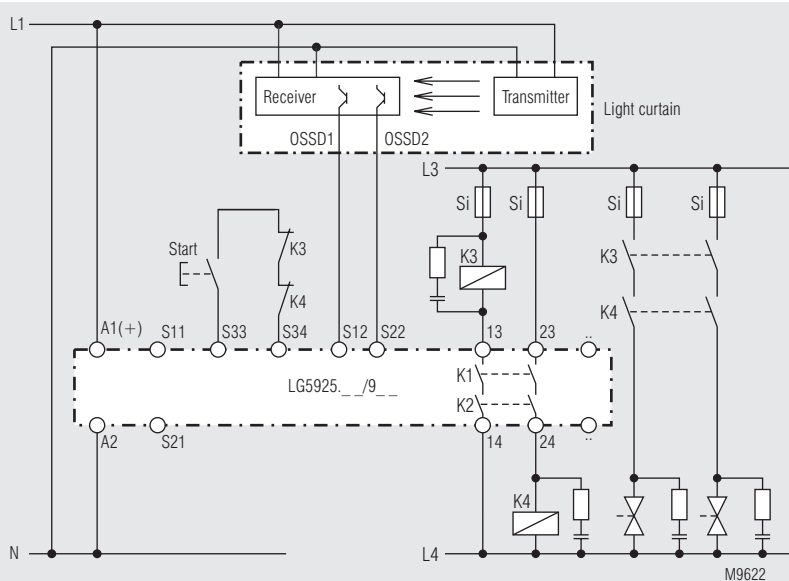 L1
Receiver
Transmitter
Light curtain
OSSD1 OSSD2
L3
Si Si Si Si
Start
K3
K3
K3
K4
K4
A1(+) S11 S33 S34 S12 S22 13 23 ..
LG5925._ _/9_ _
K1
K2
A2 S21 14 24 ..
K4
N
L4
M9622